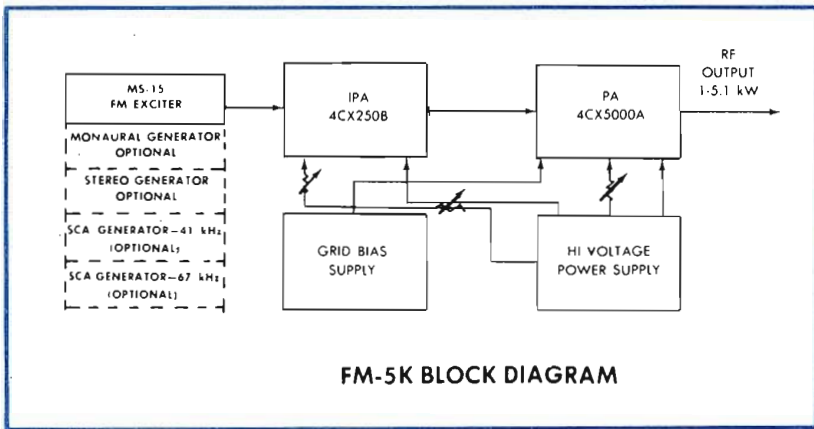 MS-15
FM EXCITER
MONAURAL GENERATOR
OPTIONAL
STEREO GENERATOR
OPTIONAL
SCA GENERATOR–41 kHz
(OPTIONAL)
SCA GENERATOR–67 kHz
(OPTIONAL)
IPA
4CX250B
PA
4CX5000A
RF
OUTPUT
1-5.1 kW
GRID BIAS
SUPPLY
HI VOLTAGE
POWER SUPPLY
FM-5K BLOCK DIAGRAM